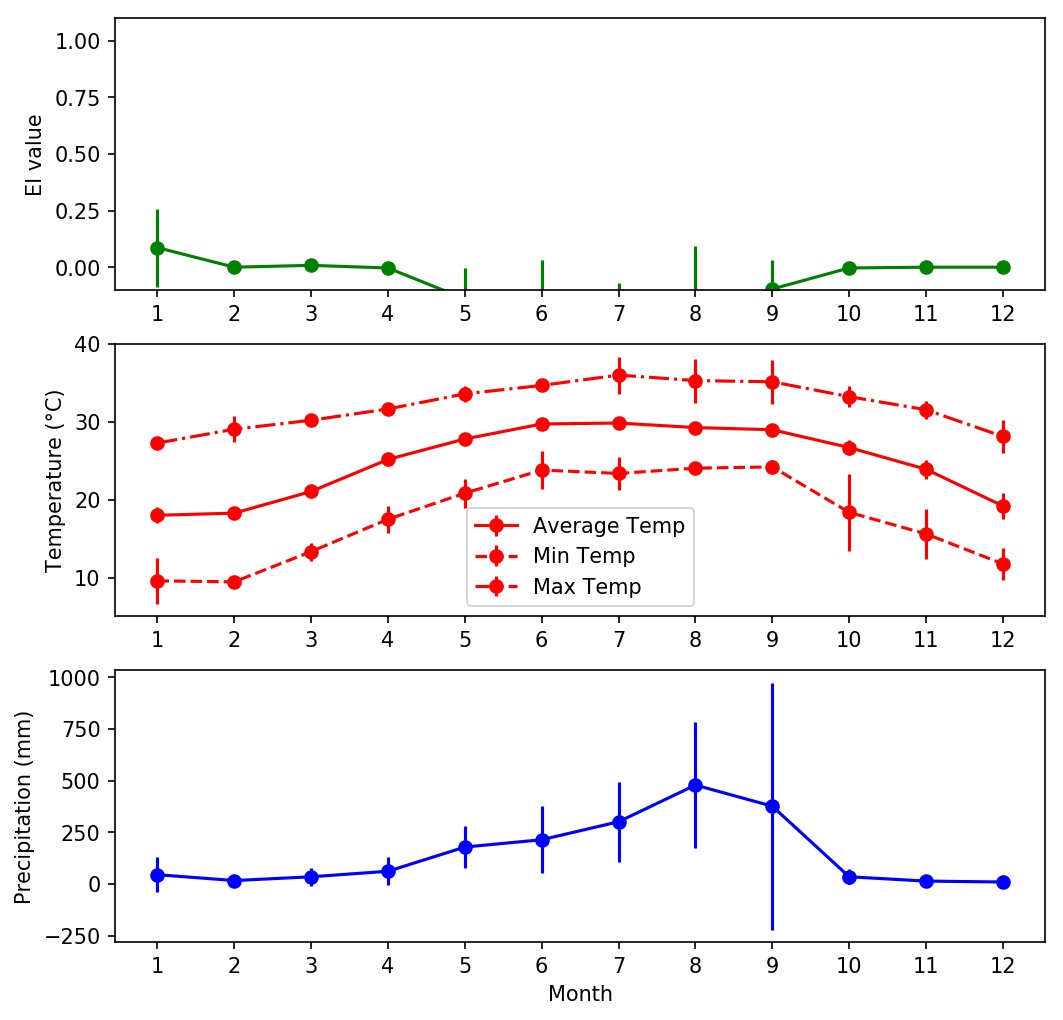 EI value
1.00
0.75
0.50
0.25
0.00
1 2 3 4 5 6 7 8 9 10 11 12
Temperature (°C)
40
30
20
10
Average Temp
Min Temp
Max Temp
1 2 3 4 5 6 7 8 9 10 11 12
Precipitation (mm)
1000
750
500
250
0
−250
1 2 3 4 5 6 7 8 9 10 11 12
Month